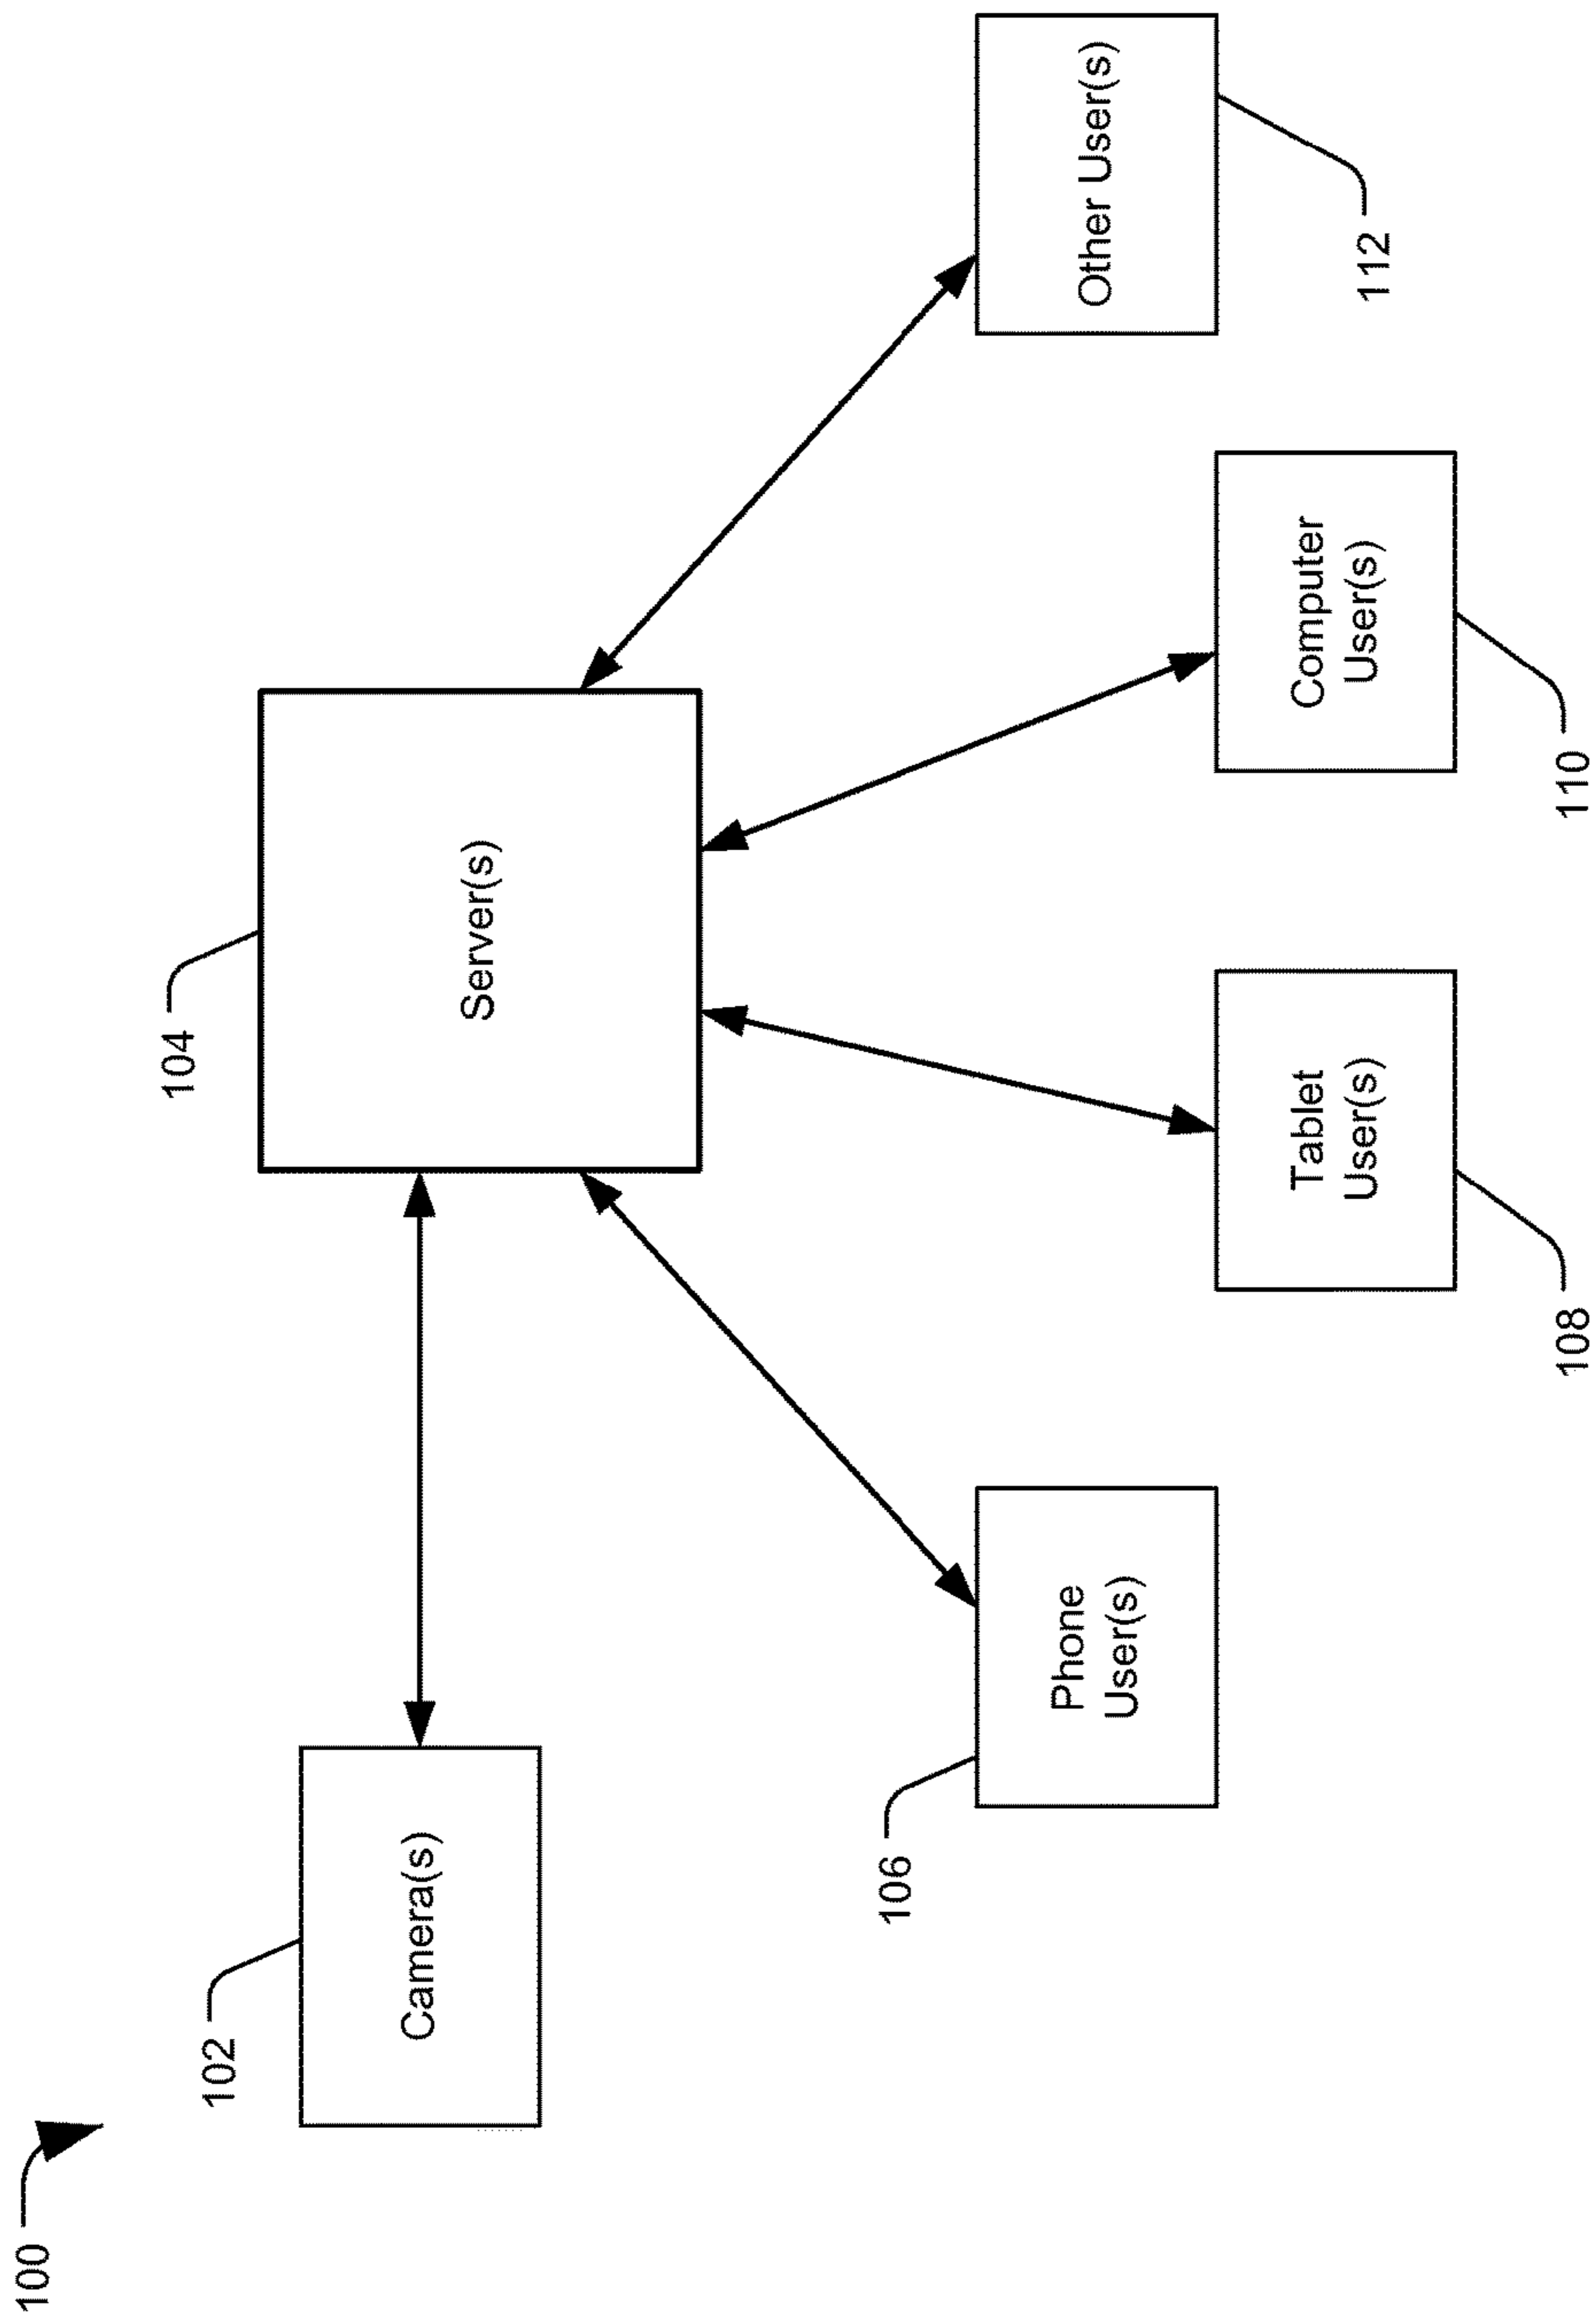 100
102
Camera(s)
104
Server(s)
106
Phone
User(s)
108
Tablet
User(s)
110
Computer
User(s)
112
Other User(s)